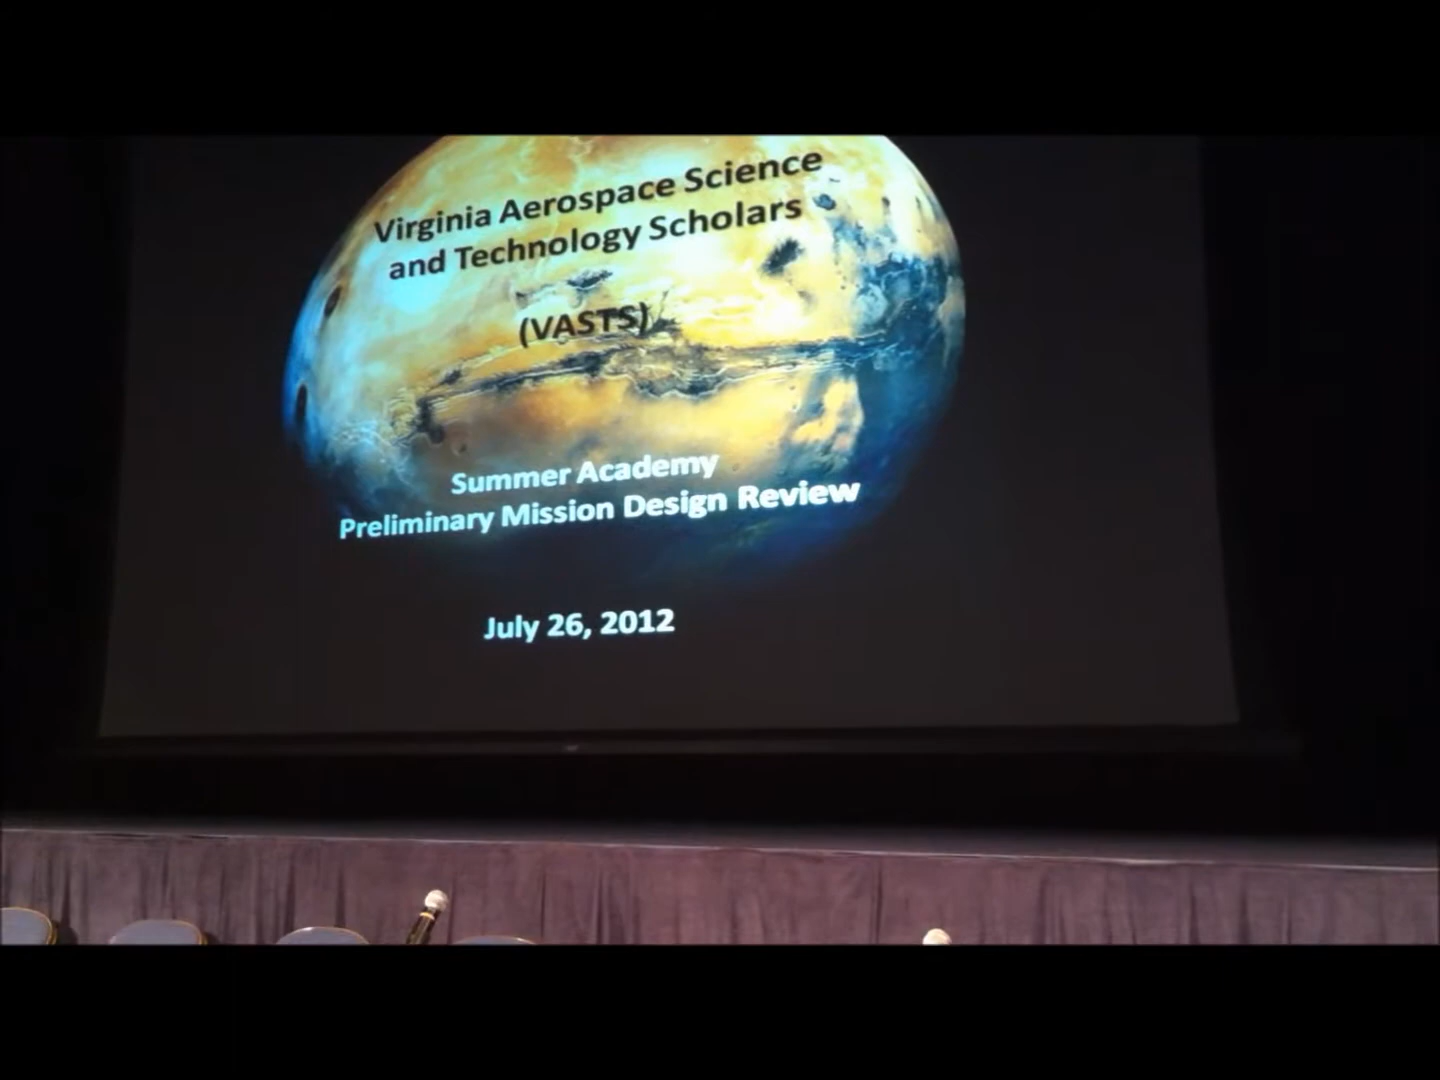 Virginia Aerospace Science
and Technology Scholars
(VASTS)
Summer Academy
Preliminary Mission Design Review
July 26, 2012